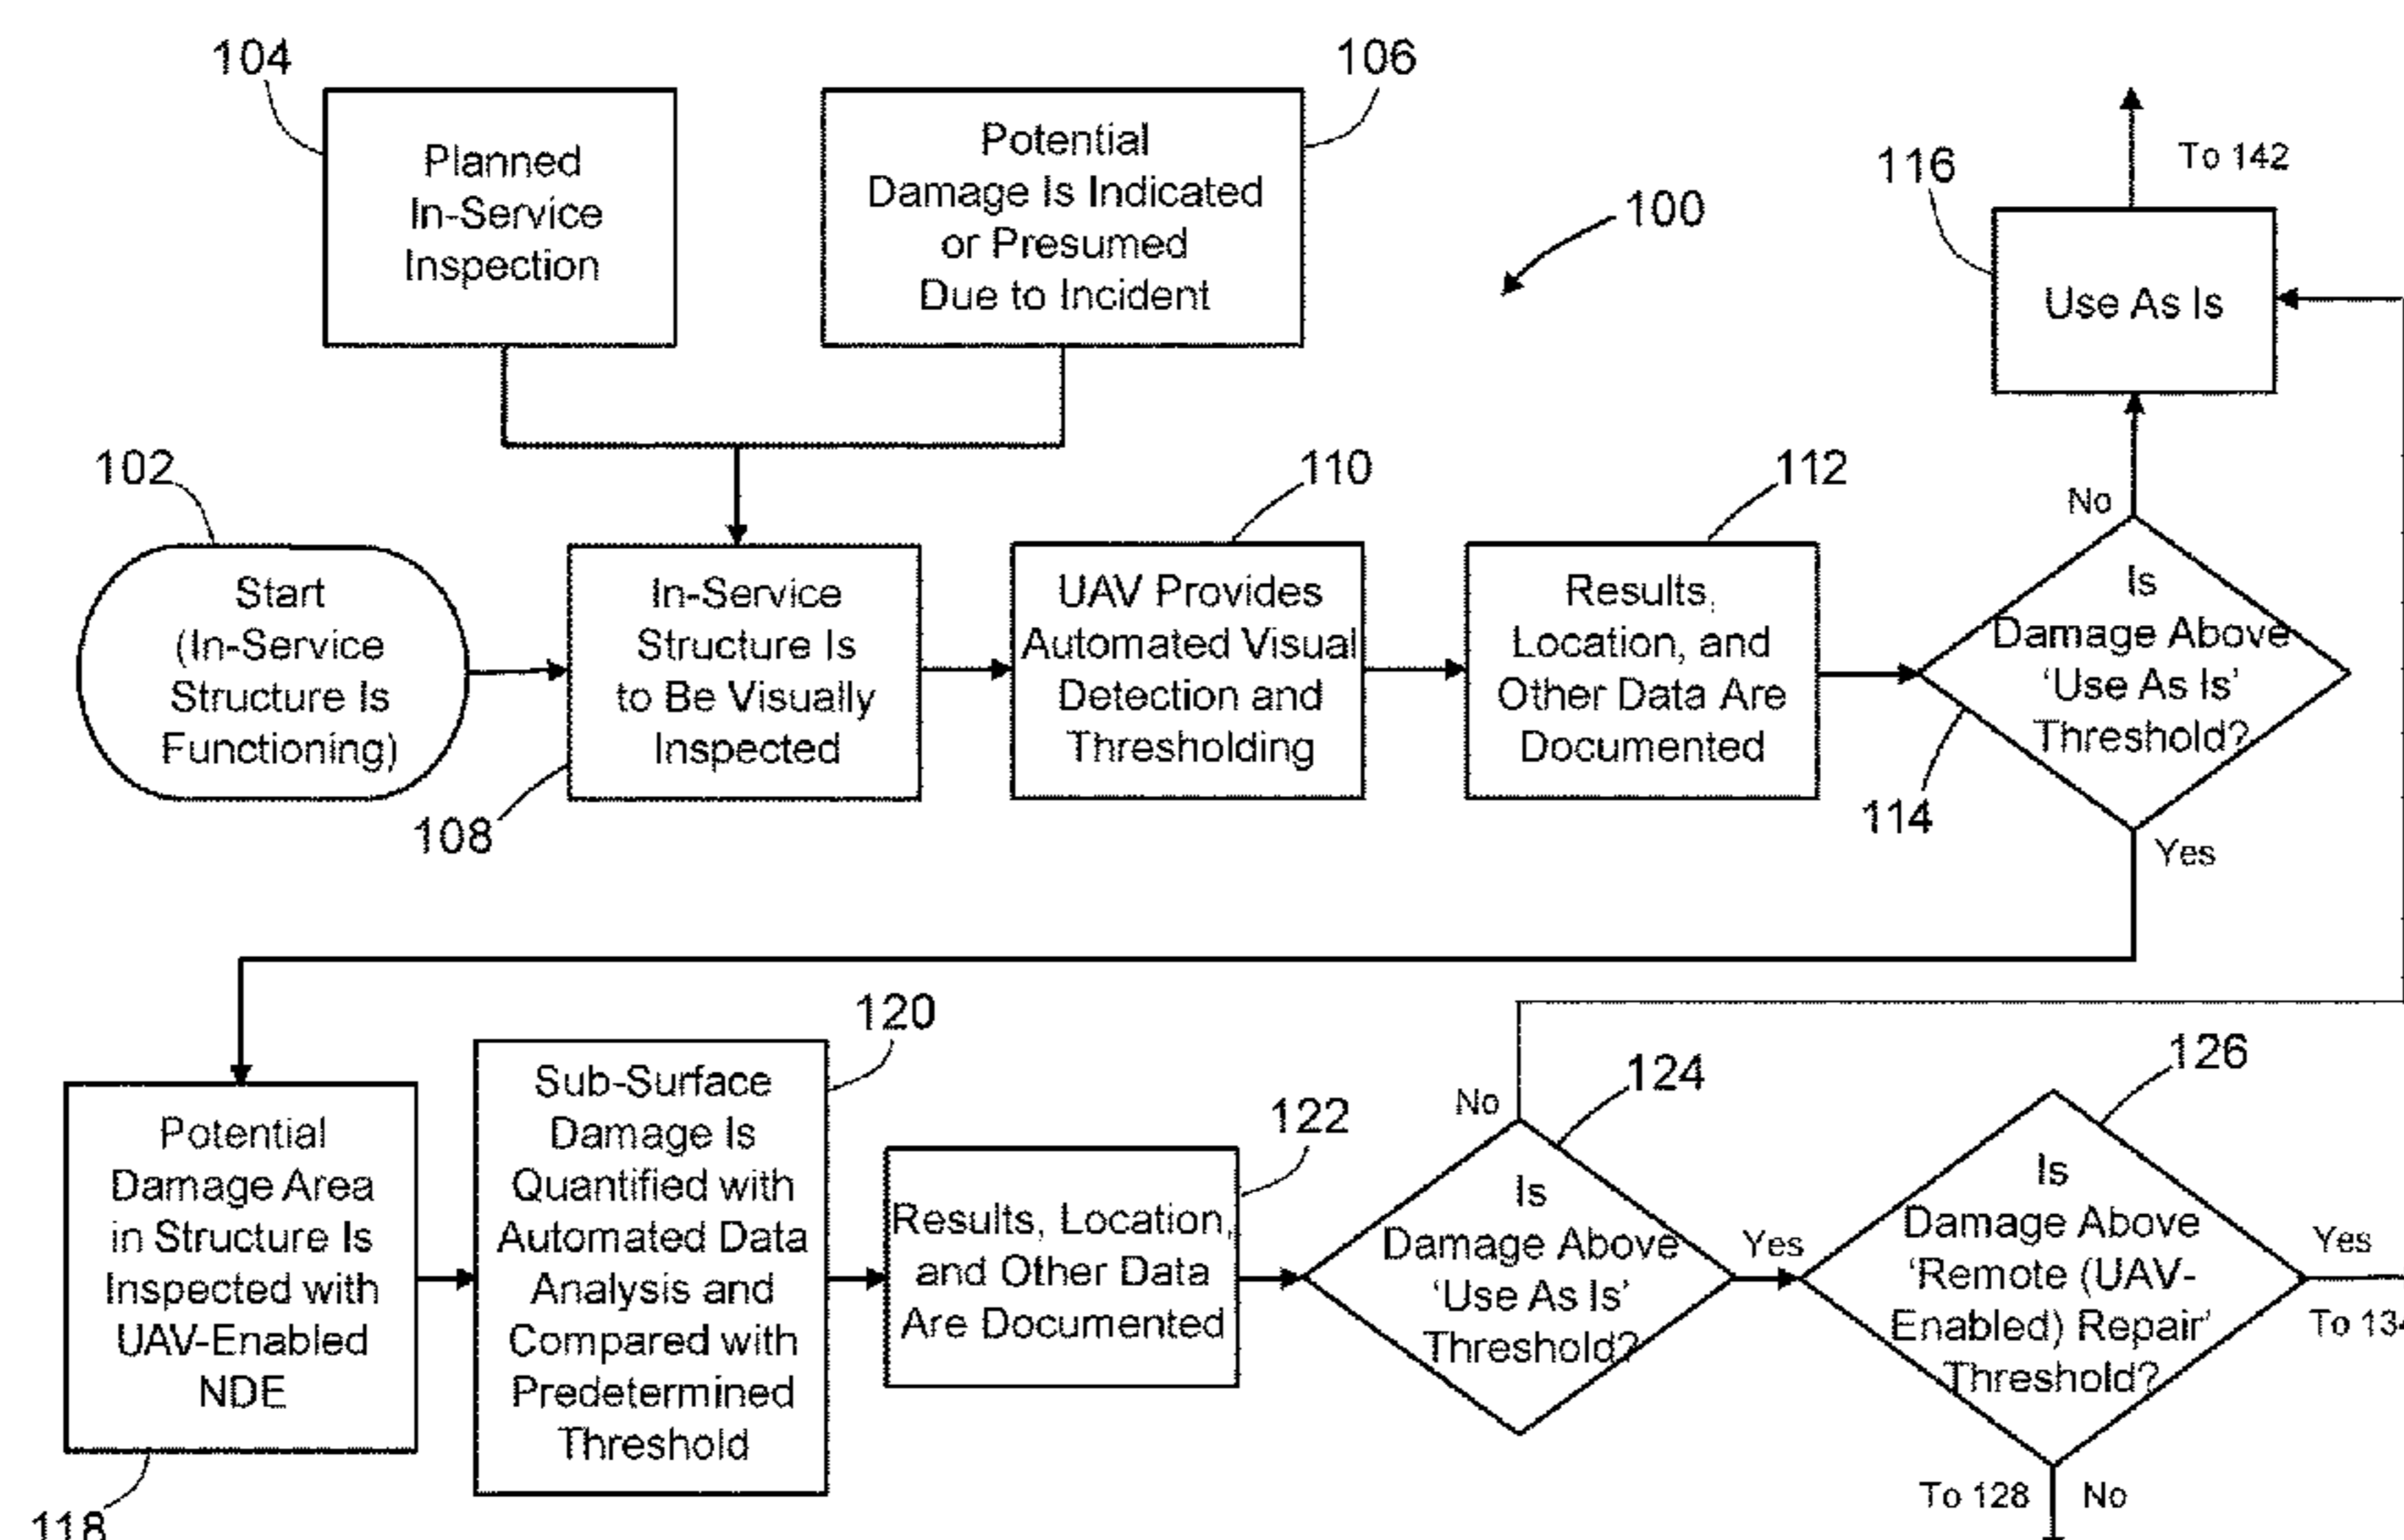 104
Planned
In-Service
Inspection
106
Potential
Damage Is Indicated
or Presumed
Due to Incident
100
To 142
116
Use As Is
102
Start
(In-Service
Structure Is
Functioning)
108
In-Service
Structure Is
to Be Visually
Inspected
110
UAV Provides
Automated Visual
Detection and
Thresholding
112
Results,
Location, and
Other Data Are
Documented
No
Is
Damage Above
'Use As Is'
Threshold?
114
Yes
Potential
Damage Area
in Structure Is
Inspected with
UAV-Enabled
NDE
118
120
Sub-Surface
Damage Is
Quantified with
Automated Data
Analysis and
Compared with
Predetermined
Threshold
122
Results, Location,
and Other Data
Are Documented
No
124
Is
Damage Above
'Use As Is'
Threshold?
Yes
126
Is
Damage Above
'Remote (UAV-
Enabled) Repair'
Threshold?
Yes
To 134
To 128
No